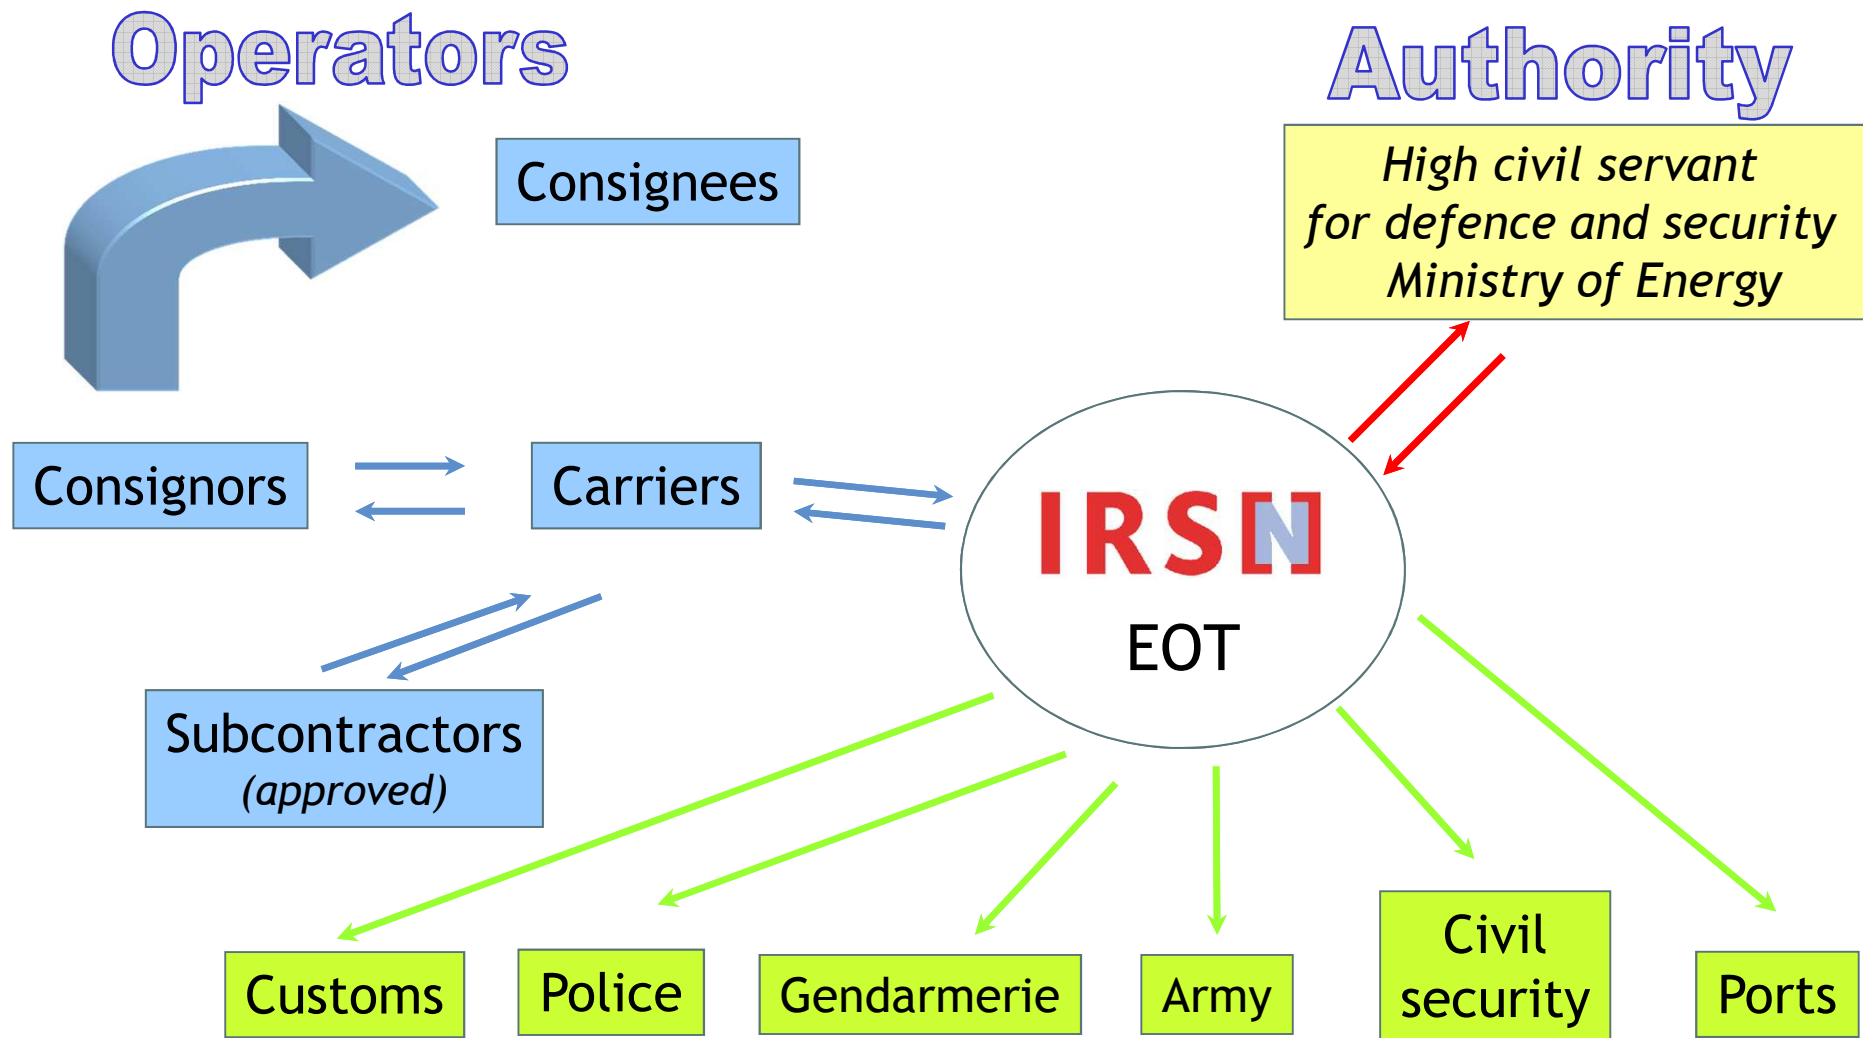 Operators
Authority
Consignees
High civil servant
for defence and security
Ministry of Energy
Consignors
Carriers
IRSN
EOT
Subcontractors
(approved)
Customs
Police
Gendarmerie
Army
Civil
security
Ports